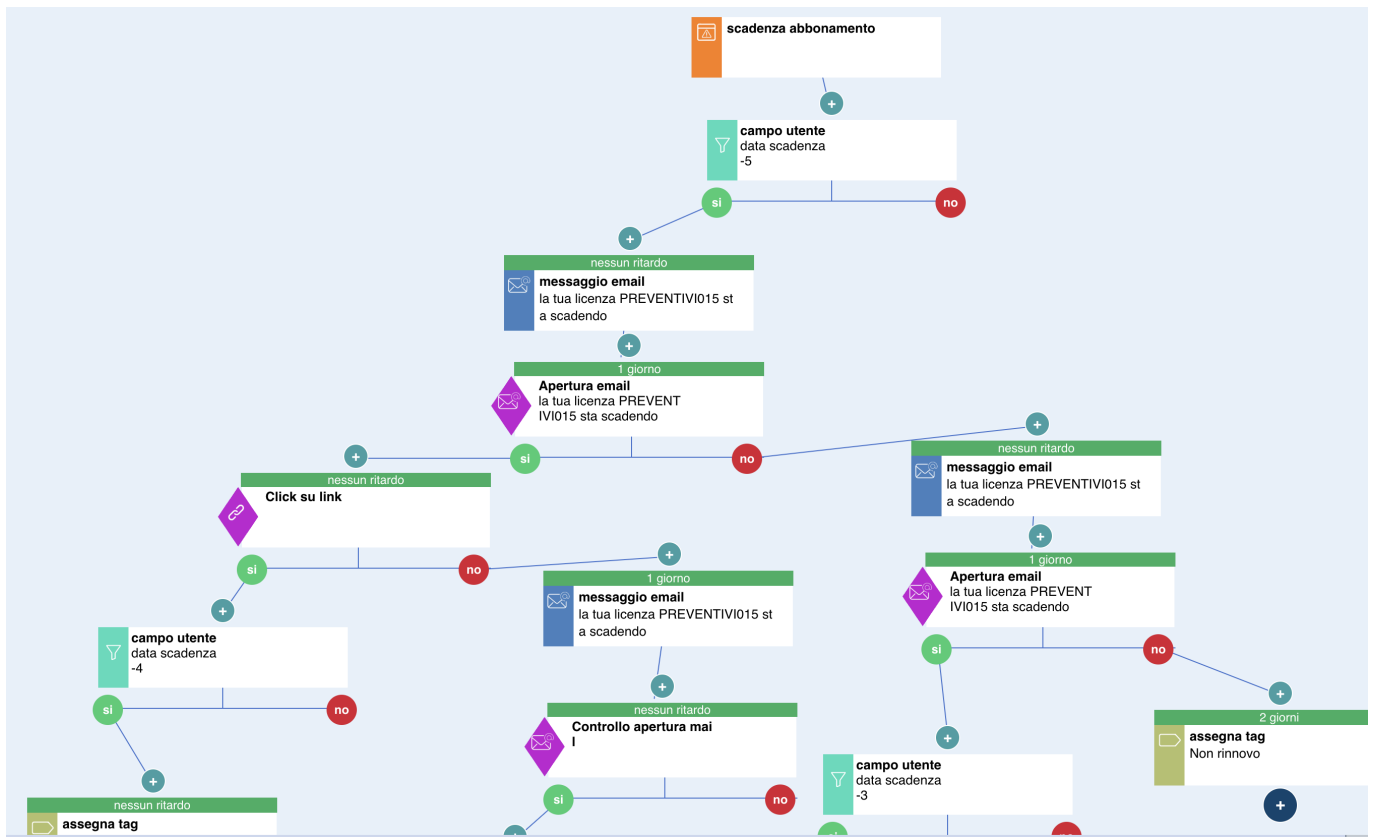 scadenza abbonamento
+
campo utente
data scadenza
-5
si
no
+
nessun ritardo
messaggio email
la tua licenza PREVENTIVI015 st
a scadendo
+
1 giorno
Apertura email
la tua licenza PREVENT
IVI015 sta scadendo
si
no
+
nessun ritardo
Click su link
si
no
+
campo utente
data scadenza
-4
si
no
+
nessun ritardo
assegna tag
+
1 giorno
messaggio email
la tua licenza PREVENTIVI015 st
a scadendo
+
nessun ritardo
Controllo apertura mai
l
si
no
+
+
nessun ritardo
messaggio email
la tua licenza PREVENTIVI015 st
a scadendo
+
1 giorno
Apertura email
la tua licenza PREVENT
IVI015 sta scadendo
si
no
+
campo utente
data scadenza
-3
+
2 giorni
assegna tag
Non rinnovo
+